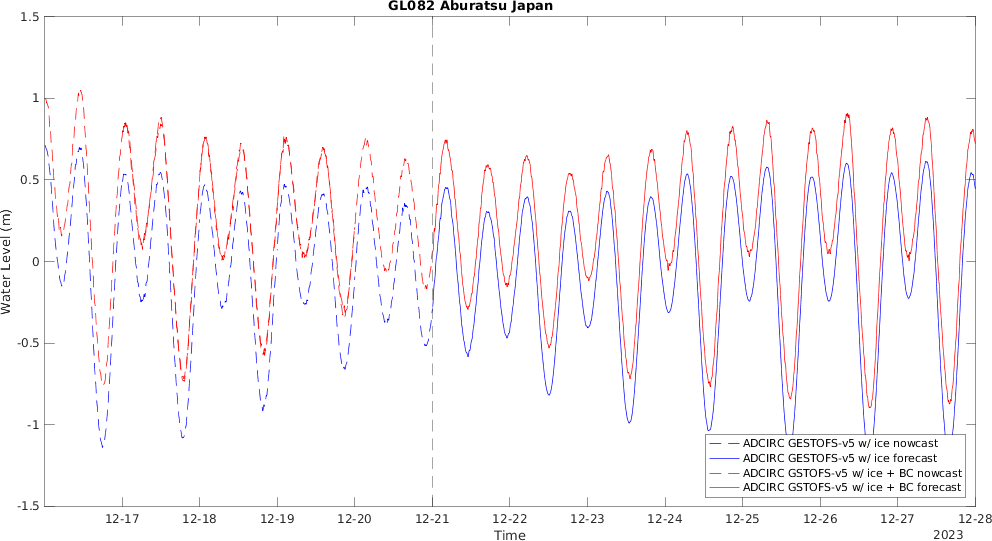 GL082 Aburatsu Japan
1.5
1
0.5
0
-0.5
-1
-1.5
Water Level (m)
ADCIRC GESTOFS-v5 w/ ice nowcast
ADCIRC GESTOFS-v5 w/ ice forecast
ADCIRC GSTOFS-v5 w/ ice + BC nowcast
ADCIRC GSTOFS-v5 w/ ice + BC forecast
12-17 12-18 12-19 12-20 12-21 12-22 12-23 12-24 12-25 12-26 12-27 12-28
Time
2023